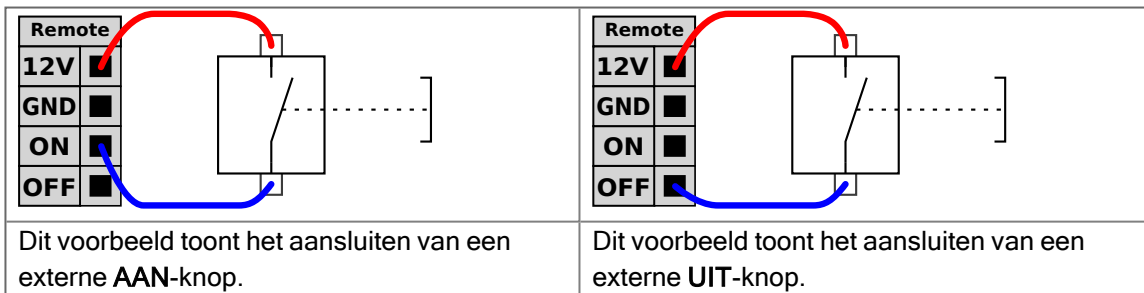 Remote
12V
GND
ON
OFF
Dit voorbeeld toont het aansluiten van een
externe AAN-knop.
Remote
12V
GND
ON
OFF
Dit voorbeeld toont het aansluiten van een
externe UIT-knop.